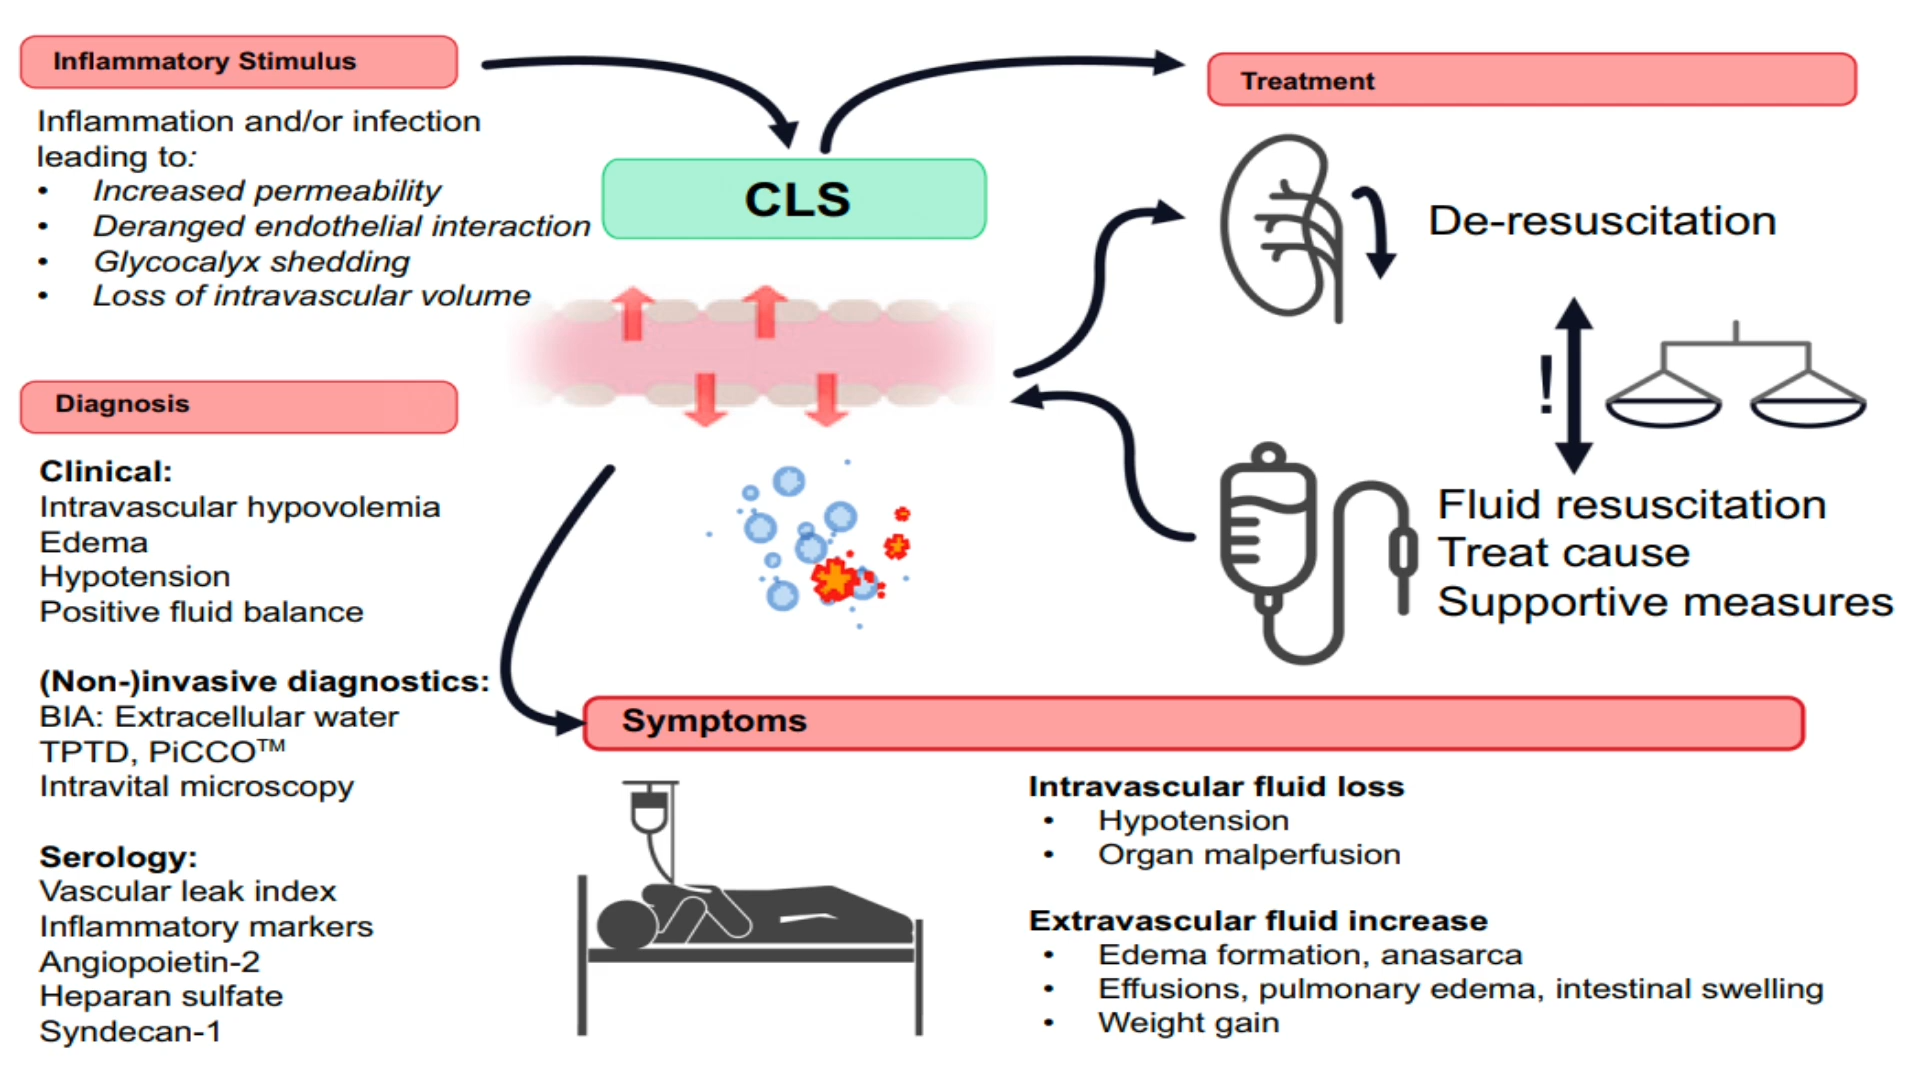 Inflammatory Stimulus
Inflammation and/or infection
leading to:
• Increased permeability
• Deranged endothelial interaction
• Glycocalyx shedding
• Loss of intravascular volume
Diagnosis
Clinical:
Intravascular hypovolemia
Edema
Hypotension
Positive fluid balance
(Non-)invasive diagnostics:
BIA: Extracellular water
TPTD, PiCCO™
Intravital microscopy
Serology:
Vascular leak index
Inflammatory markers
Angiopoietin-2
Heparan sulfate
Syndecan-1
CLS
Treatment
De-resuscitation
!
Fluid resuscitation
Treat cause
Supportive measures
Symptoms
Intravascular fluid loss
• Hypotension
• Organ malperfusion
Extravascular fluid increase
• Edema formation, anasarca
• Effusions, pulmonary edema, intestinal swelling
• Weight gain